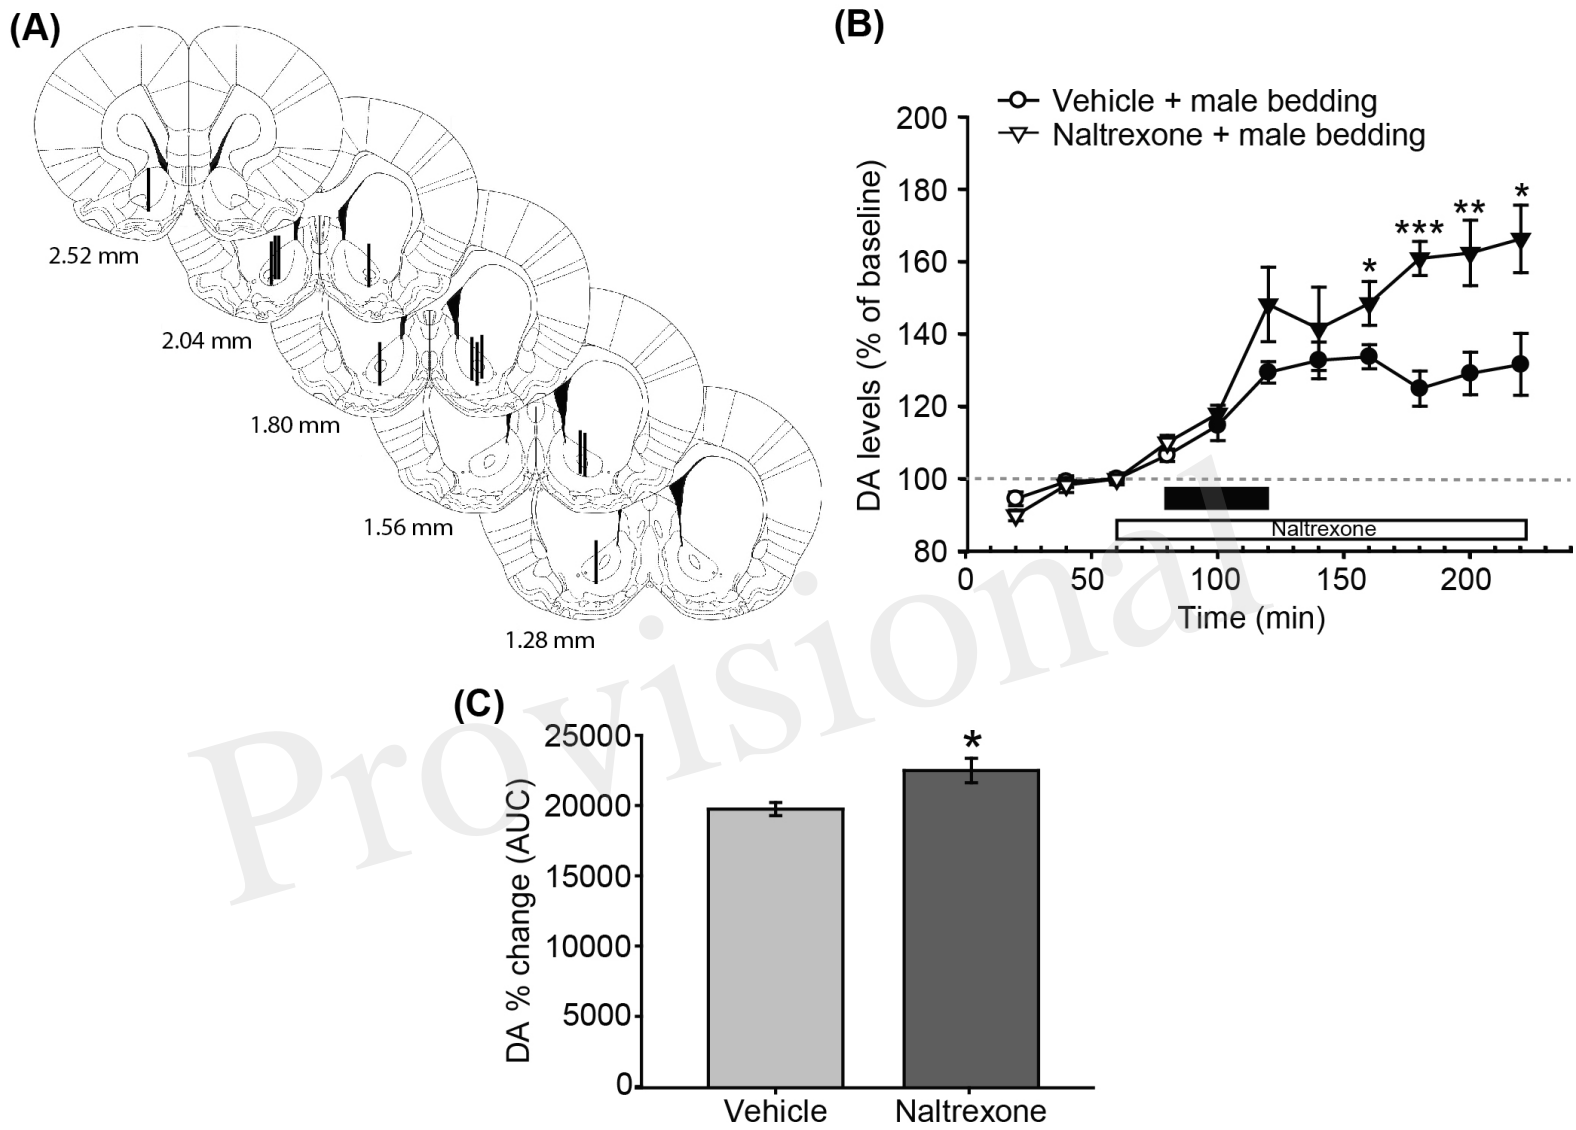 (A)
2.52 mm
2.04 mm
1.80 mm
1.56 mm
1.28 mm
(B)
Vehicle + male bedding
Naltrexone + male bedding
DA levels (% of baseline)
200
180
160
140
120
100
80
***
**
*
*
Naltrexone
0
50
100
150
200
Time (min)
(C)
DA % change (AUC)
25000
20000
15000
10000
5000
0
*
Vehicle
Naltrexone
Provisional